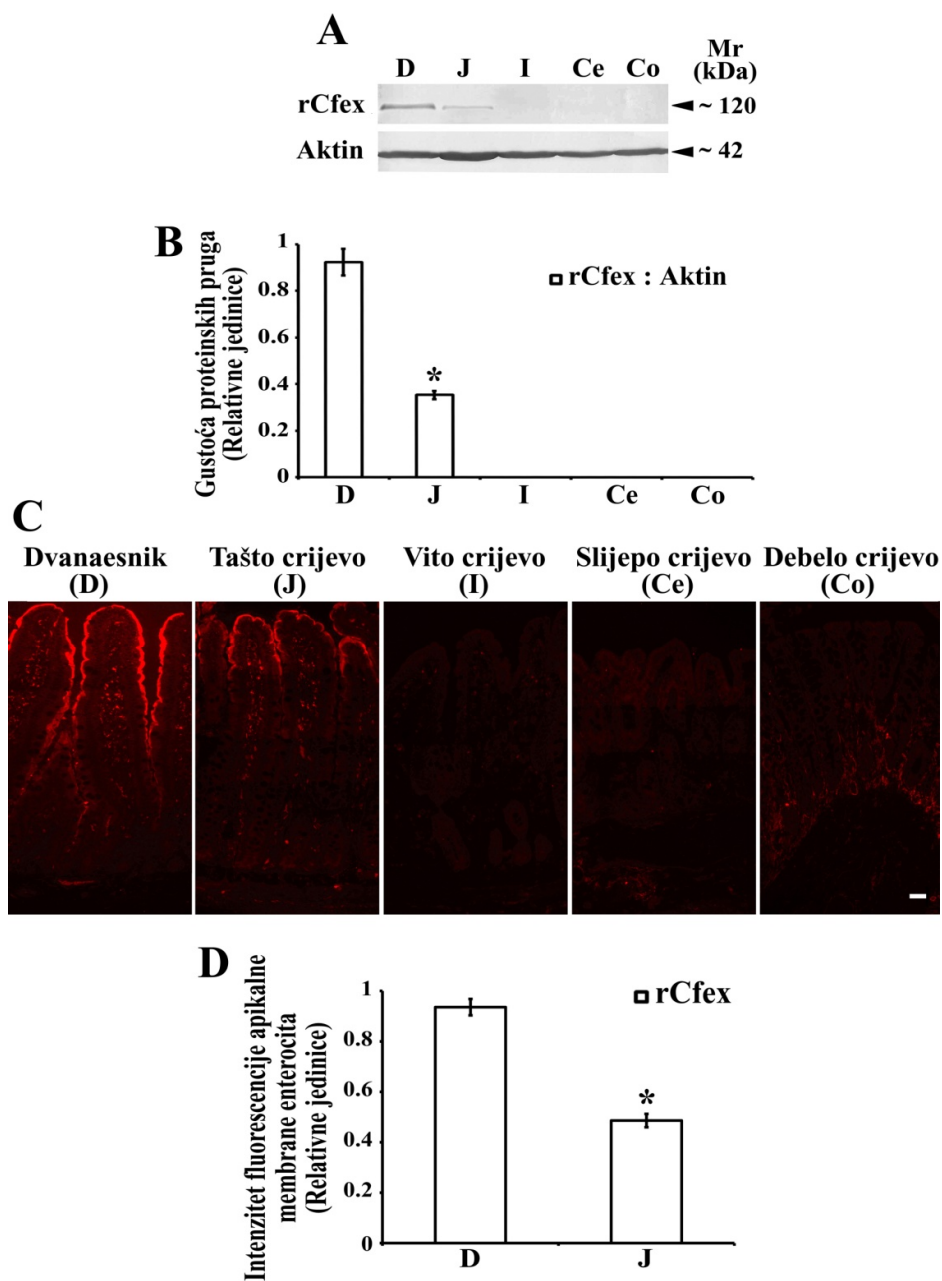 A
D J I Ce Co Mr (kDa)
rCfex ~ 120
Aktin ~ 42
B
Gustoća proteinskih pruga
(Relativne jedinice)
1
0.8
0.6
0.4
0.2
0
rCfex : Aktin
*
D J I Ce Co
C
Dvanaesnik (D)
Tašto crijevo (J)
Vito crijevo (I)
Slijepo crijevo (Ce)
Debelo crijevo (Co)
D
Intenzitet fluorescencije apikalne
membrane enterocita
(Relativne jedinice)
1
0.8
0.6
0.4
0.2
0
rCfex
*
D J